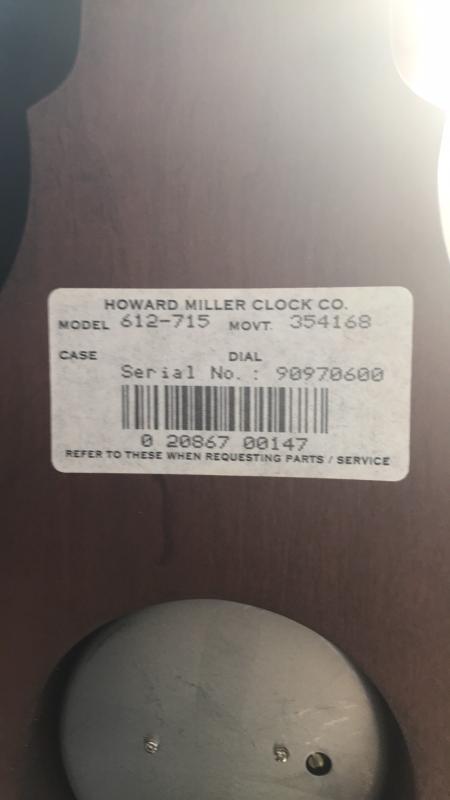 HOWARD MILLER CLOCK CO.
MODEL 612-715 MOVT. 354168
CASE DIAL
Serial No.: 90970600
0 20867 00147
REFER TO THESE WHEN REQUESTING PARTS / SERVICE